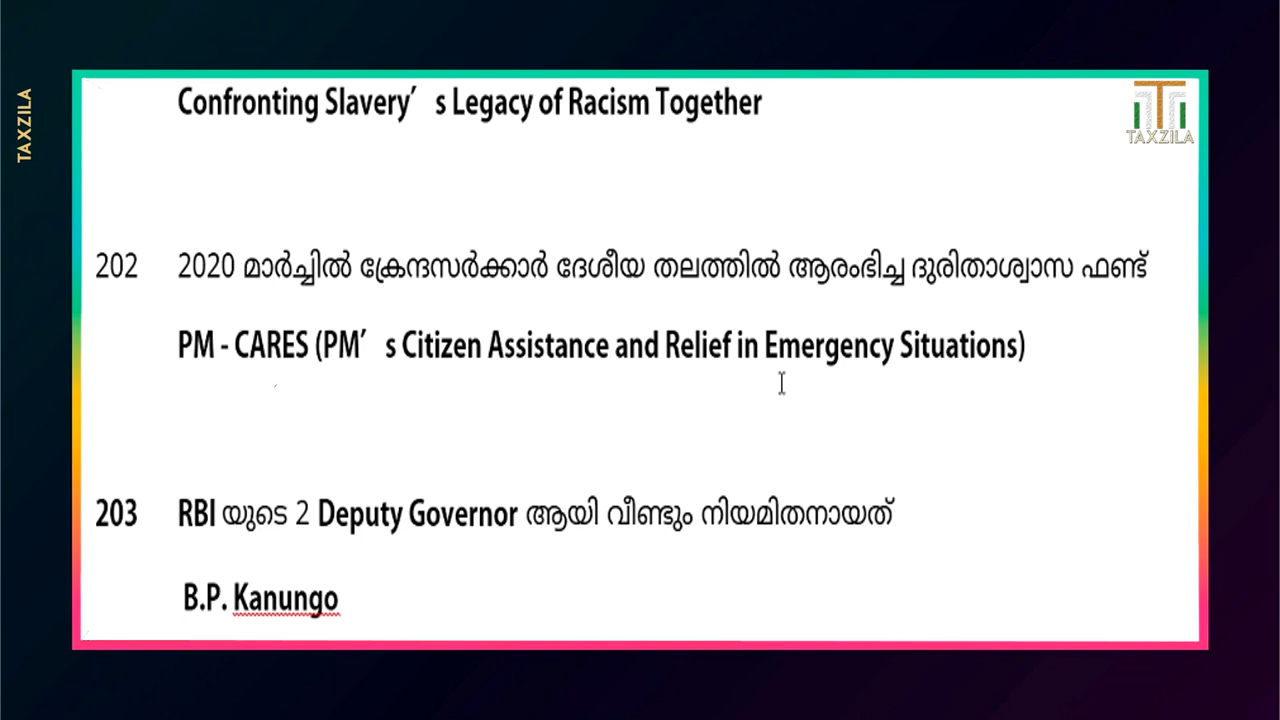 TAXZILA
Confronting Slavery′ s Legacy of Racism Together
TAXZILA
202 2020 മാർച്ചിൽ ക്രേന്ദസർക്കാർ ദേശീയ തലത്തിൽ ആരംഭിച്ച ദുരിതാശ്വാസ ഫണ്ട്
PM - CARES (PM′ s Citizen Assistance and Relief in Emergency Situations)
203 RBI യുടെ 2 Deputy Governor ആയി വീണ്ടും നിയമിതനായത്
B.P. Kanungo